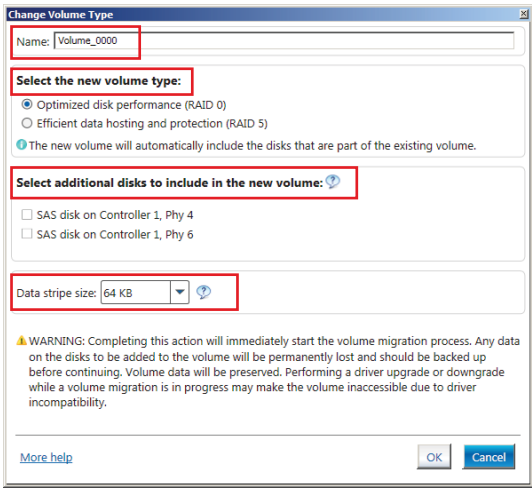 Change Volume Type
Name: Volume_0000
Select the new volume type:
Optimized disk performance (RAID 0)
Efficient data hosting and protection (RAID 5)
The new volume will automatically include the disks that are part of the existing volume.
Select additional disks to include in the new volume:
SAS disk on Controller 1, Phy 4
SAS disk on Controller 1, Phy 6
Data stripe size: 64 KB
WARNING: Completing this action will immediately start the volume migration process. Any data
on the disks to be added to the volume will be permanently lost and should be backed up
before continuing. Volume data will be preserved. Performing a driver upgrade or downgrade
while a volume migration is in progress may make the volume inaccessible due to driver
incompatibility.
More help
OK
Cancel